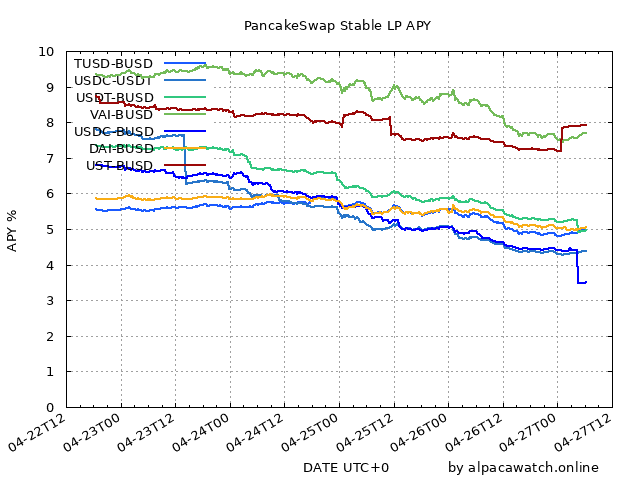 PancakeSwap Stable LP APY
10
9
8
7
6
5
4
3
2
1
0
APY %
TUSD-BUSD
USDC-USDT
USDT-BUSD
VAI-BUSD
USDC-BUSD
DAI-BUSD
UST-BUSD
04-22T12
04-23T00
04-23T12
04-24T00
04-24T12
04-25T00
04-25T12
04-26T00
04-26T12
04-27T00
04-27T12
DATE UTC+0
by alpacawatch.online